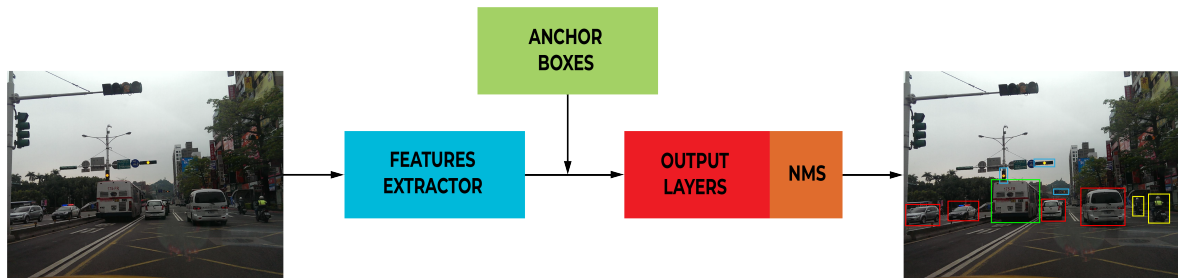 ANCHOR
BOXES
FEATURES
EXTRACTOR
OUTPUT
LAYERS
NMS